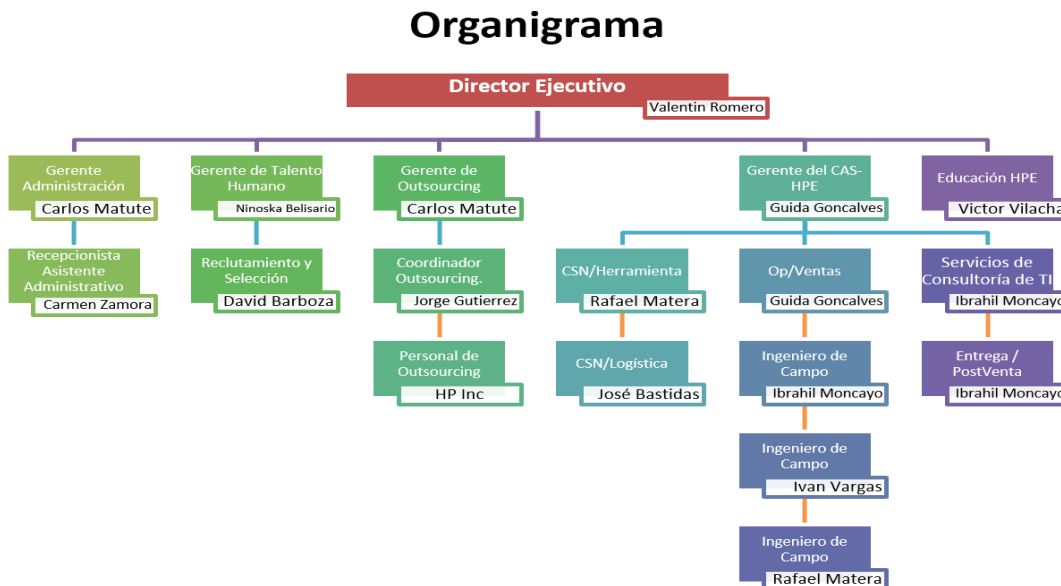 Organigrama
Director Ejecutivo
Valentin Romero
Gerente
Administración
Carlos Matute
Gerente de Talento
Humano
Ninoska Belisario
Gerente de
Outsourcing
Carlos Matute
Gerente del CAS-
HPE
Guida Goncalves
Educación HPE
Victor Vilacha
Recepcionista
Asistente
Administrativo
Carmen Zamora
Reclutamiento y
Selección
David Barboza
Coordinador
Outsourcing.
Jorge Gutierrez
CSN/Herramienta
Rafael Matera
Op/Ventas
Guida Goncalves
Servicios de
Consultoría de TI
Ibrahil Moncayo
Personal de
Outsourcing
HP Inc
CSN/Logística
José Bastidas
Ingeniero de
Campo
Ibrahil Moncayo
Entrega /
PostVenta
Ibrahil Moncayo
Ingeniero de
Campo
Ivan Vargas
Ingeniero de
Campo
Rafael Matera